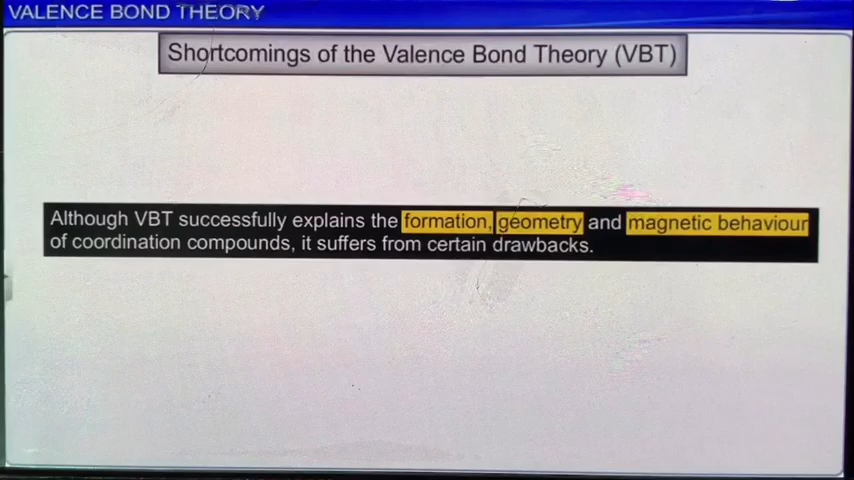 VALENCE BOND THEORY
Shortcomings of the Valence Bond Theory (VBT)
Although VBT successfully explains the formation, geometry and magnetic behaviour
of coordination compounds, it suffers from certain drawbacks.